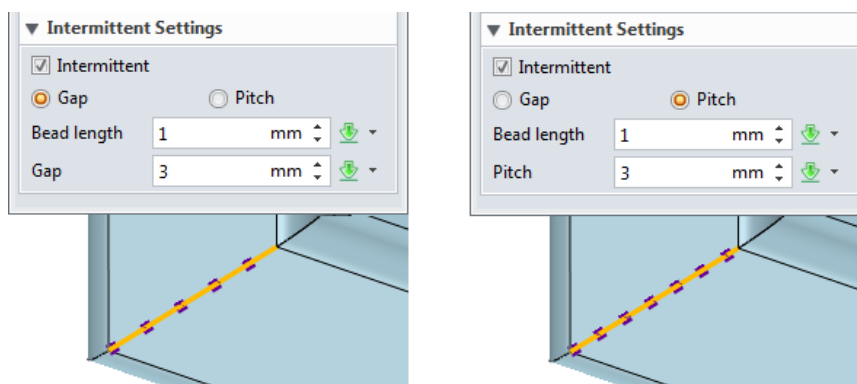 Intermittent Settings
Intermittent
Gap Pitch
Bead length 1 mm
Gap 3 mm
Intermittent Settings
Intermittent
Gap Pitch
Bead length 1 mm
Pitch 3 mm